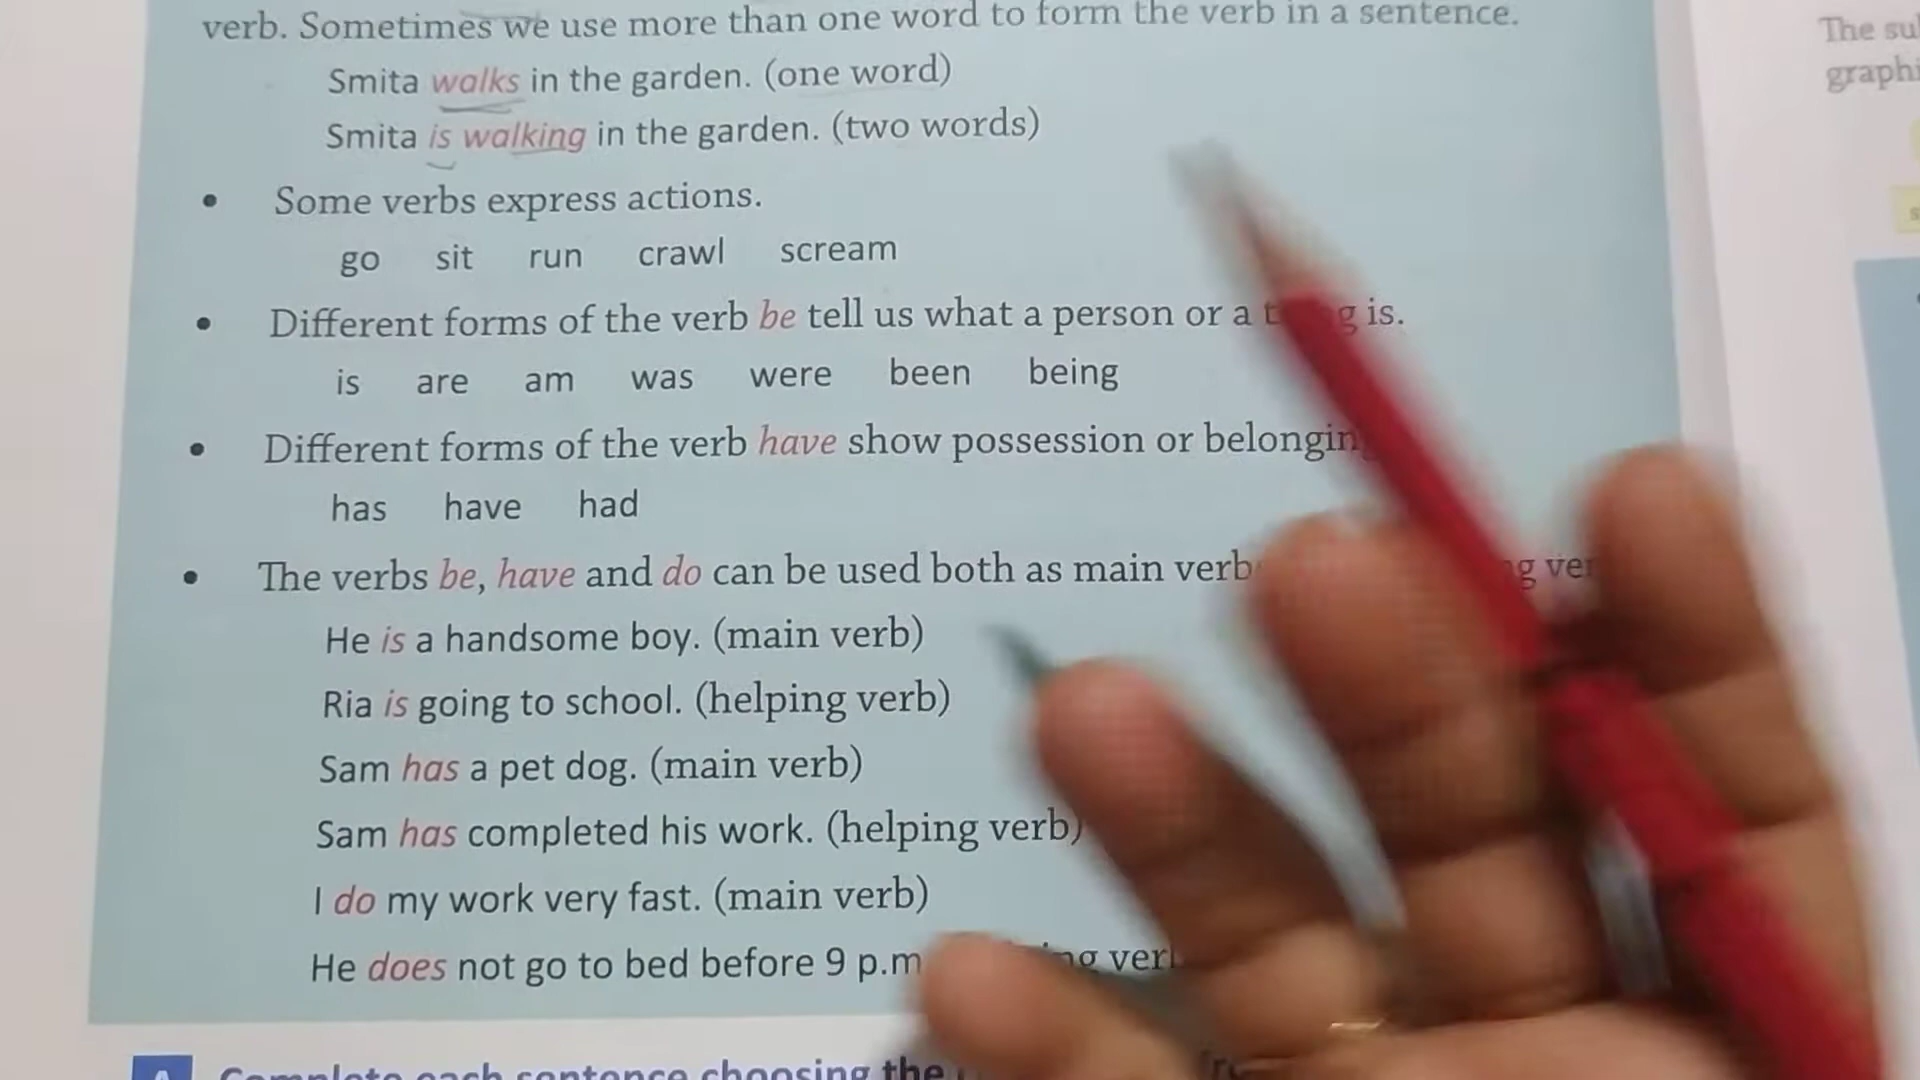 verb. Sometimes we use more than one word to form the verb in a sentence.
Smita walks in the garden. (one word)
Smita is walking in the garden. (two words)
• Some verbs express actions.
go sit run crawl scream
• Different forms of the verb be tell us what a person or a is.
is are am was were been being
• Different forms of the verb have show possession or
has have had
• The verbs be, have and do can be used both as main
He is a handsome boy. (main verb)
Ria is going to school. (helping verb)
Sam has a pet dog. (main verb)
Sam has completed his work. (helping verb)
I do my work very fast. (main verb)
He does not go to bed before 9 p.m
A Complete each sentence choosing the
The